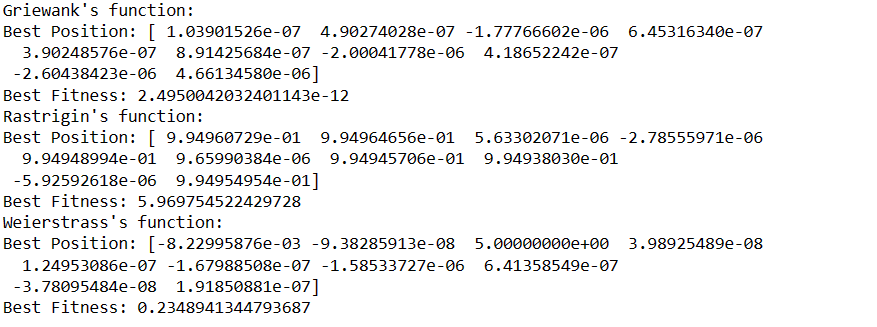 Griewank's function:
Best Position: [ 1.03901526e-07  4.90274028e-07 -1.77766602e-06  6.45316340e-07
  3.90248576e-07  8.91425684e-07 -2.00041778e-06  4.18652242e-07
 -2.60438423e-06  4.66134580e-06]
Best Fitness: 2.4950042032401143e-12
Rastrigin's function:
Best Position: [ 9.94960729e-01  9.94964656e-01  5.63302071e-06 -2.78555971e-06
  9.94948994e-01  9.65990384e-06  9.94945706e-01  9.94938030e-01
 -5.92592618e-06  9.94954954e-01]
Best Fitness: 5.969754522429728
Weierstrass's function:
Best Position: [-8.22995876e-03 -9.38285913e-08  5.00000000e+00  3.98925489e-08
  1.24953086e-07 -1.67988508e-07 -1.58533727e-06  6.41358549e-07
 -3.78095484e-08  1.91850881e-07]
Best Fitness: 0.2348941344793687